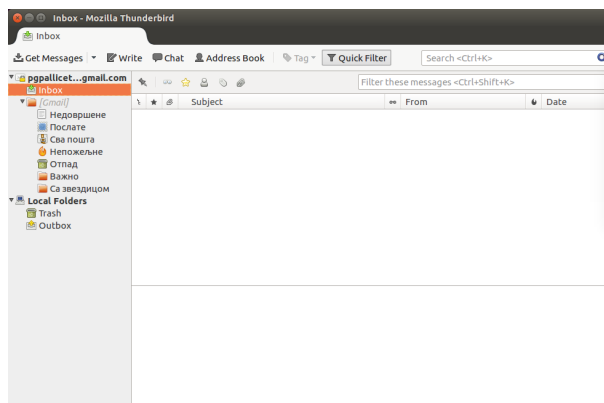 Inbox - Mozilla Thunderbird
Inbox
Get Messages Write Chat Address Book Tag Quick Filter Search <Ctrl+K>
pgpallicet...gmail.com
Filter these messages <Ctrl+Shift+K>
Inbox
Subject From Date
[Gmail]
Недовршене
Послате
Сва пошта
Непожељне
Отпад
Важно
Са звездицом
Local Folders
Trash
Outbox